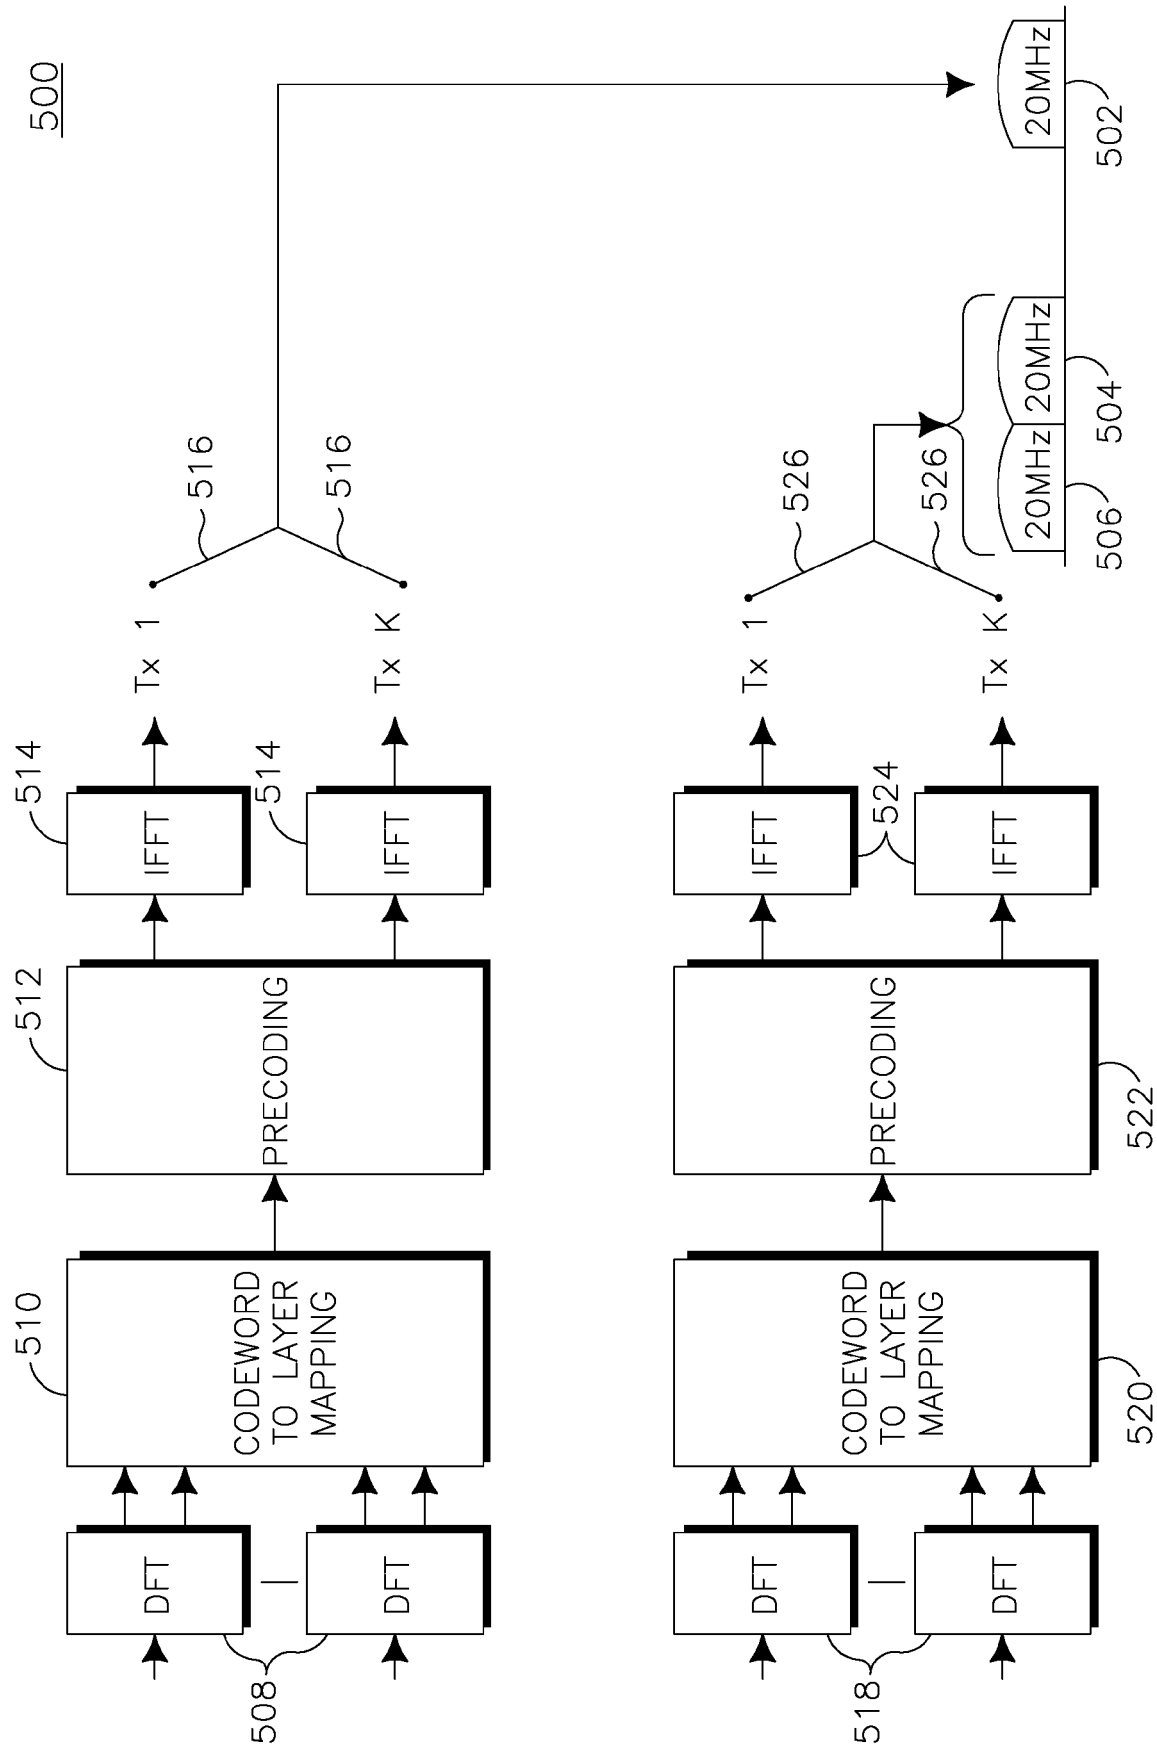 500
508
DFT
DFT
510
CODEWORD
TO LAYER
MAPPING
512
PRECODING
514
IFFT
514
IFFT
Tx 1
Tx K
516
516
518
DFT
DFT
520
CODEWORD
TO LAYER
MAPPING
522
PRECODING
524
IFFT
IFFT
Tx 1
Tx K
526
526
20MHz
506
20MHz
504
20MHz
502